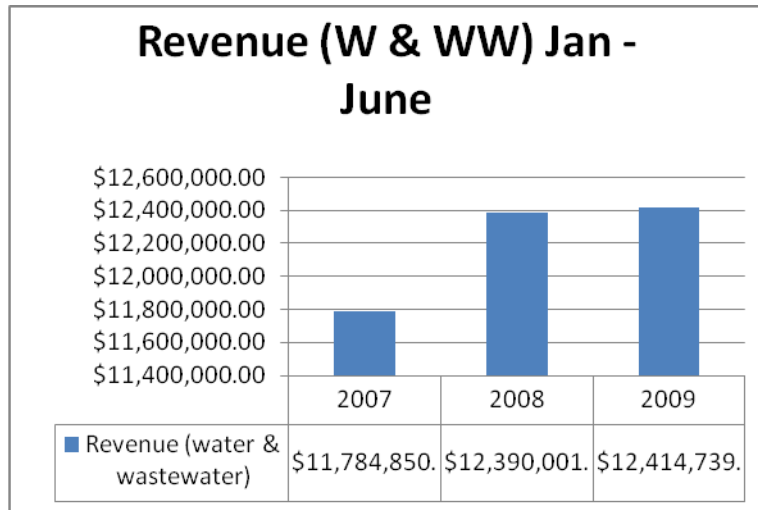 Revenue (W & WW) Jan -
June
$12,600,000.00
$12,400,000.00
$12,200,000.00
$12,000,000.00
$11,800,000.00
$11,600,000.00
$11,400,000.00
2007 2008 2009
Revenue (water &
wastewater)
$11,784,850. $12,390,001. $12,414,739.